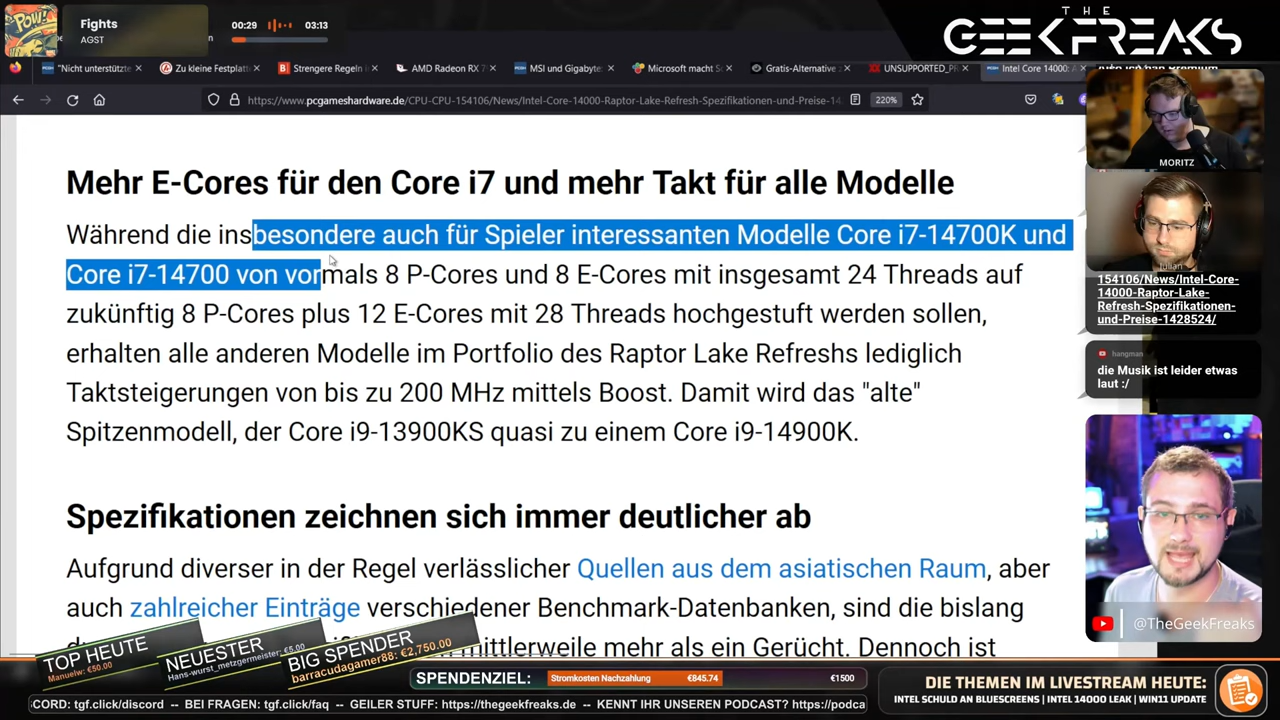 POW!
Fights
AGST
00:29
03:13
THE
GEEKFREAKS
"Nicht unterstützte
Zu kleine Festplatt
Strengere Regeln i
AMD Radeon RX 7
MSI und Gigabyte:
Microsoft macht S
Gratis-Alternative
UNSUPPORTED_P
Intel Core 14000: A
https://www.pcgameshardware.de/CPU-CPU-154106/News/Intel-Core-14000-Raptor-Lake-Refresh-Spezifikationen-und-Preise-14
220%
Mehr E-Cores für den Core i7 und mehr Takt für alle Modelle
Während die insbesondere auch für Spieler interessanten Modelle Core i7-14700K und
Core i7-14700 von vormals 8 P-Cores und 8 E-Cores mit insgesamt 24 Threads auf
zukünftig 8 P-Cores plus 12 E-Cores mit 28 Threads hochgestuft werden sollen,
erhalten alle anderen Modelle im Portfolio des Raptor Lake Refreshs lediglich
Taktsteigerungen von bis zu 200 MHz mittels Boost. Damit wird das "alte"
Spitzenmodell, der Core i9-13900KS quasi zu einem Core i9-14900K.
Spezifikationen zeichnen sich immer deutlicher ab
Aufgrund diverser in der Regel verlässlicher Quellen aus dem asiatischen Raum, aber
auch zahlreicher Einträge verschiedener Benchmark-Datenbanken, sind die bislang
mittlerweile mehr als ein Gerücht. Dennoch ist
MORITZ
Julian
154106/News/Intel-Core-
14000-Raptor-Lake-
Refresh-Spezifikationen-
und-Preise-1428524/
hangman
die Musik ist leider etwas
laut :/
@TheGeekFreaks
TOP HEUTE
Manuelw: €50.00
NEUESTER
Hans-wurst_metzgermeister: €5.00
BIG SPENDER
barracudagamer88: €2,750.00
SPENDENZIEL:
Stromkosten Nachzahlung
€845.74
€1500
DIE THEMEN IM LIVESTREAM HEUTE:
INTEL SCHULD AN BLUESCREENS | INTEL 14000 LEAK | WIN11 UPDATE
CORD: tgf.click/discord -- BEI FRAGEN: tgf.click/faq -- GEILER STUFF: https://thegeekfreaks.de -- KENNT IHR UNSEREN PODCAST? https://podca